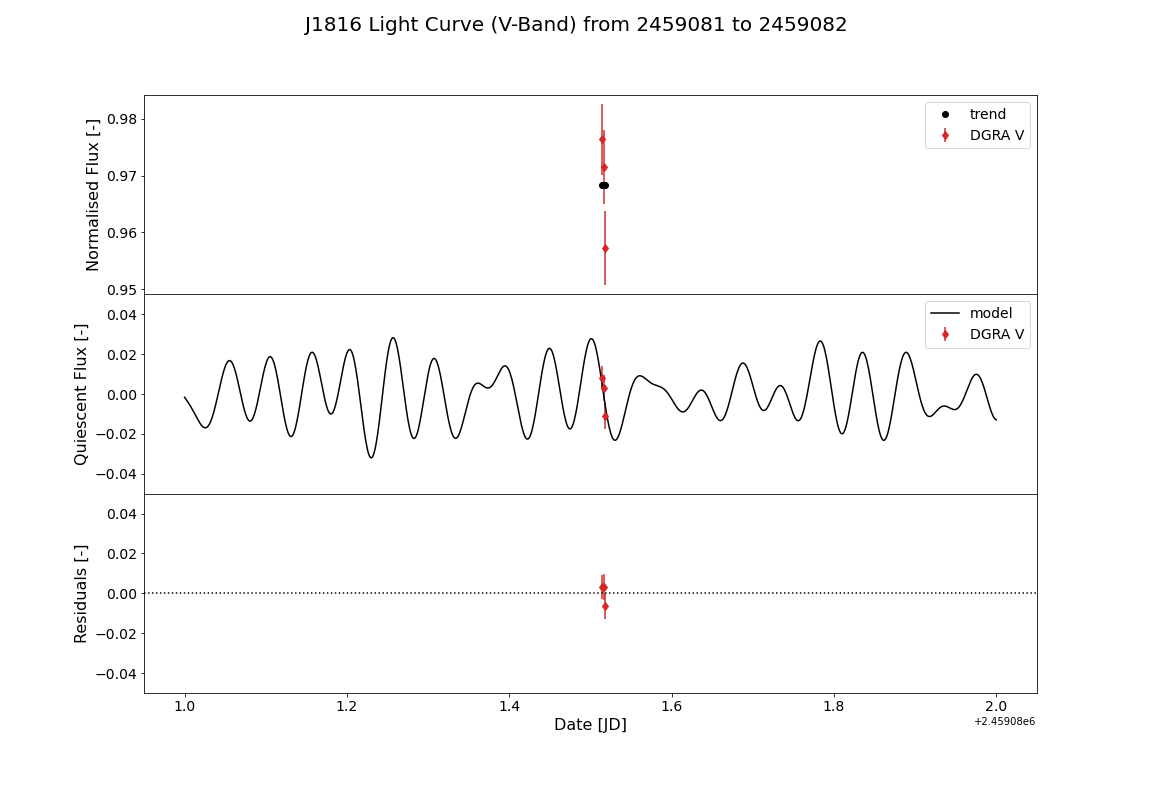 J1816 Light Curve (V-Band) from 2459081 to 2459082
Normalised Flux [-]
0.98
0.97
0.96
0.95
trend
DGRA V
Quiescent Flux [-]
0.04
0.02
0.00
−0.02
−0.04
model
DGRA V
Residuals [-]
0.04
0.02
0.00
−0.02
−0.04
1.0 1.2 1.4 1.6 1.8 2.0
Date [JD]
+2.45908e6